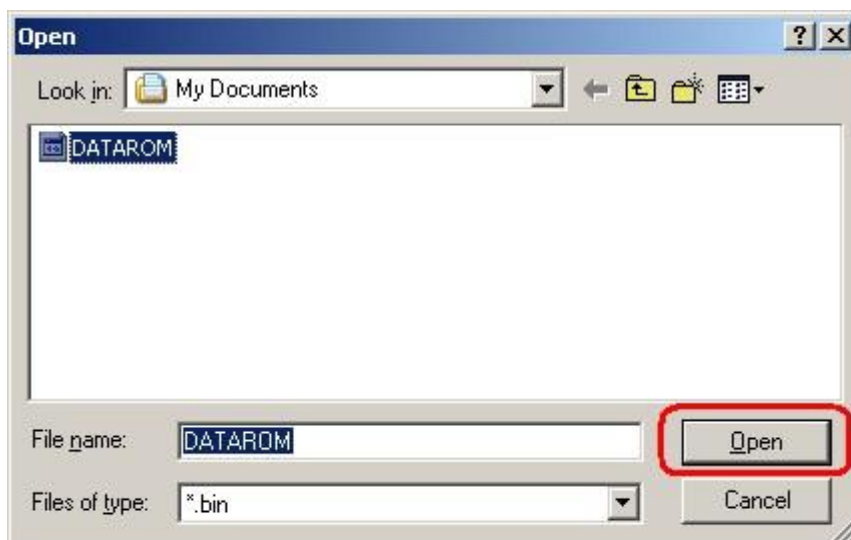 Open
Look in: My Documents
DATAROM
File name: DATAROM Open
Files of type: *.bin Cancel